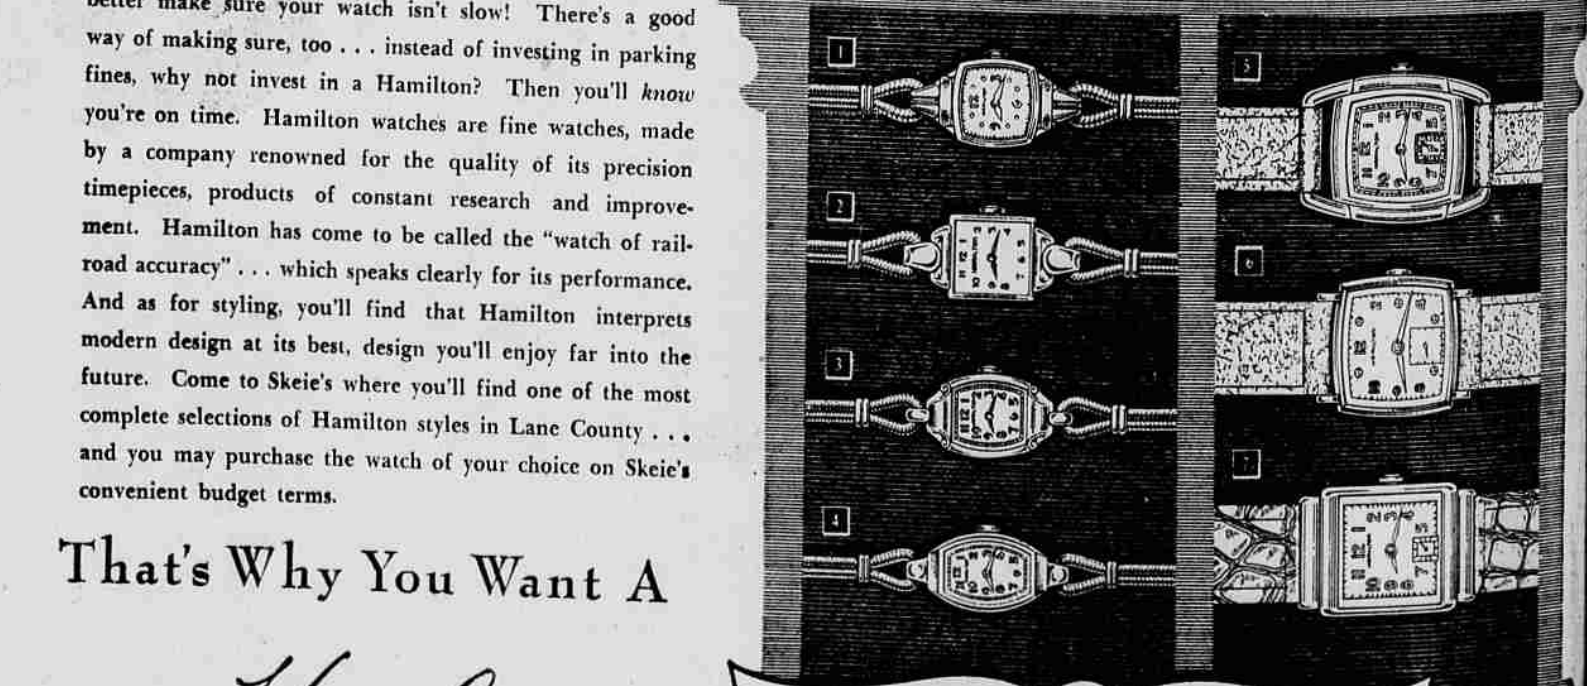 better make sure your watch isn't slow! There's a good
way of making sure, too . . . instead of investing in parking
fines, why not invest in a Hamilton? Then you'll know
you're on time. Hamilton watches are fine watches, made
by a company renowned for the quality of its precision
timepieces, products of constant research and improve-
ment. Hamilton has come to be called the "watch of rail-
road accuracy" . . . which speaks clearly for its performance.
And as for styling, you'll find that Hamilton interprets
modern design at its best, design you'll enjoy far into the
future. Come to Skeie's where you'll find one of the most
complete selections of Hamilton styles in Lane County . . .
and you may purchase the watch of your choice on Skeie's
convenient budget terms.
That's Why You Want A
1
2
3
4
5
6
7